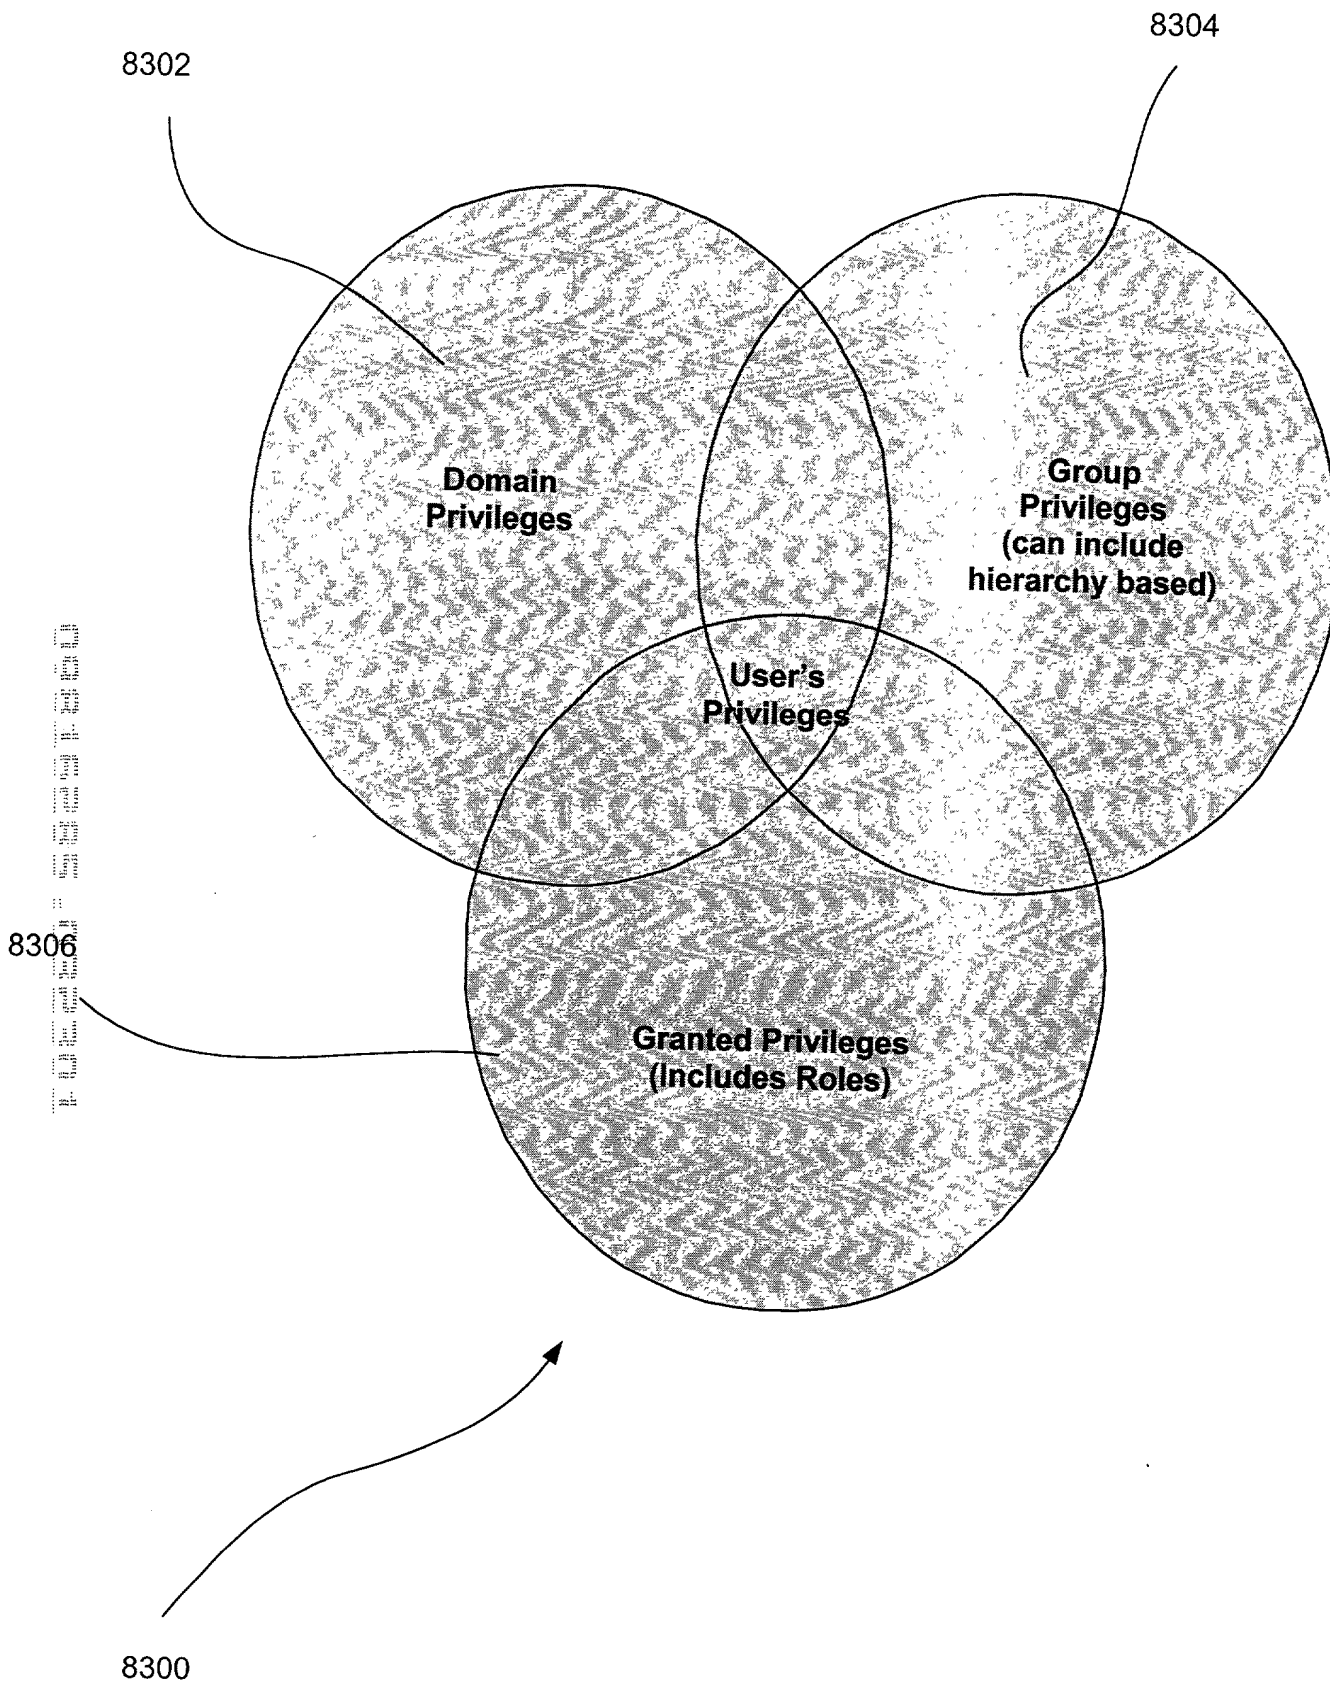 8304
8302
Domain
Privileges
Group
Privileges
(can include
hierarchy based)
User's
Privileges
8306
Granted Privileges
(Includes Roles)
8300